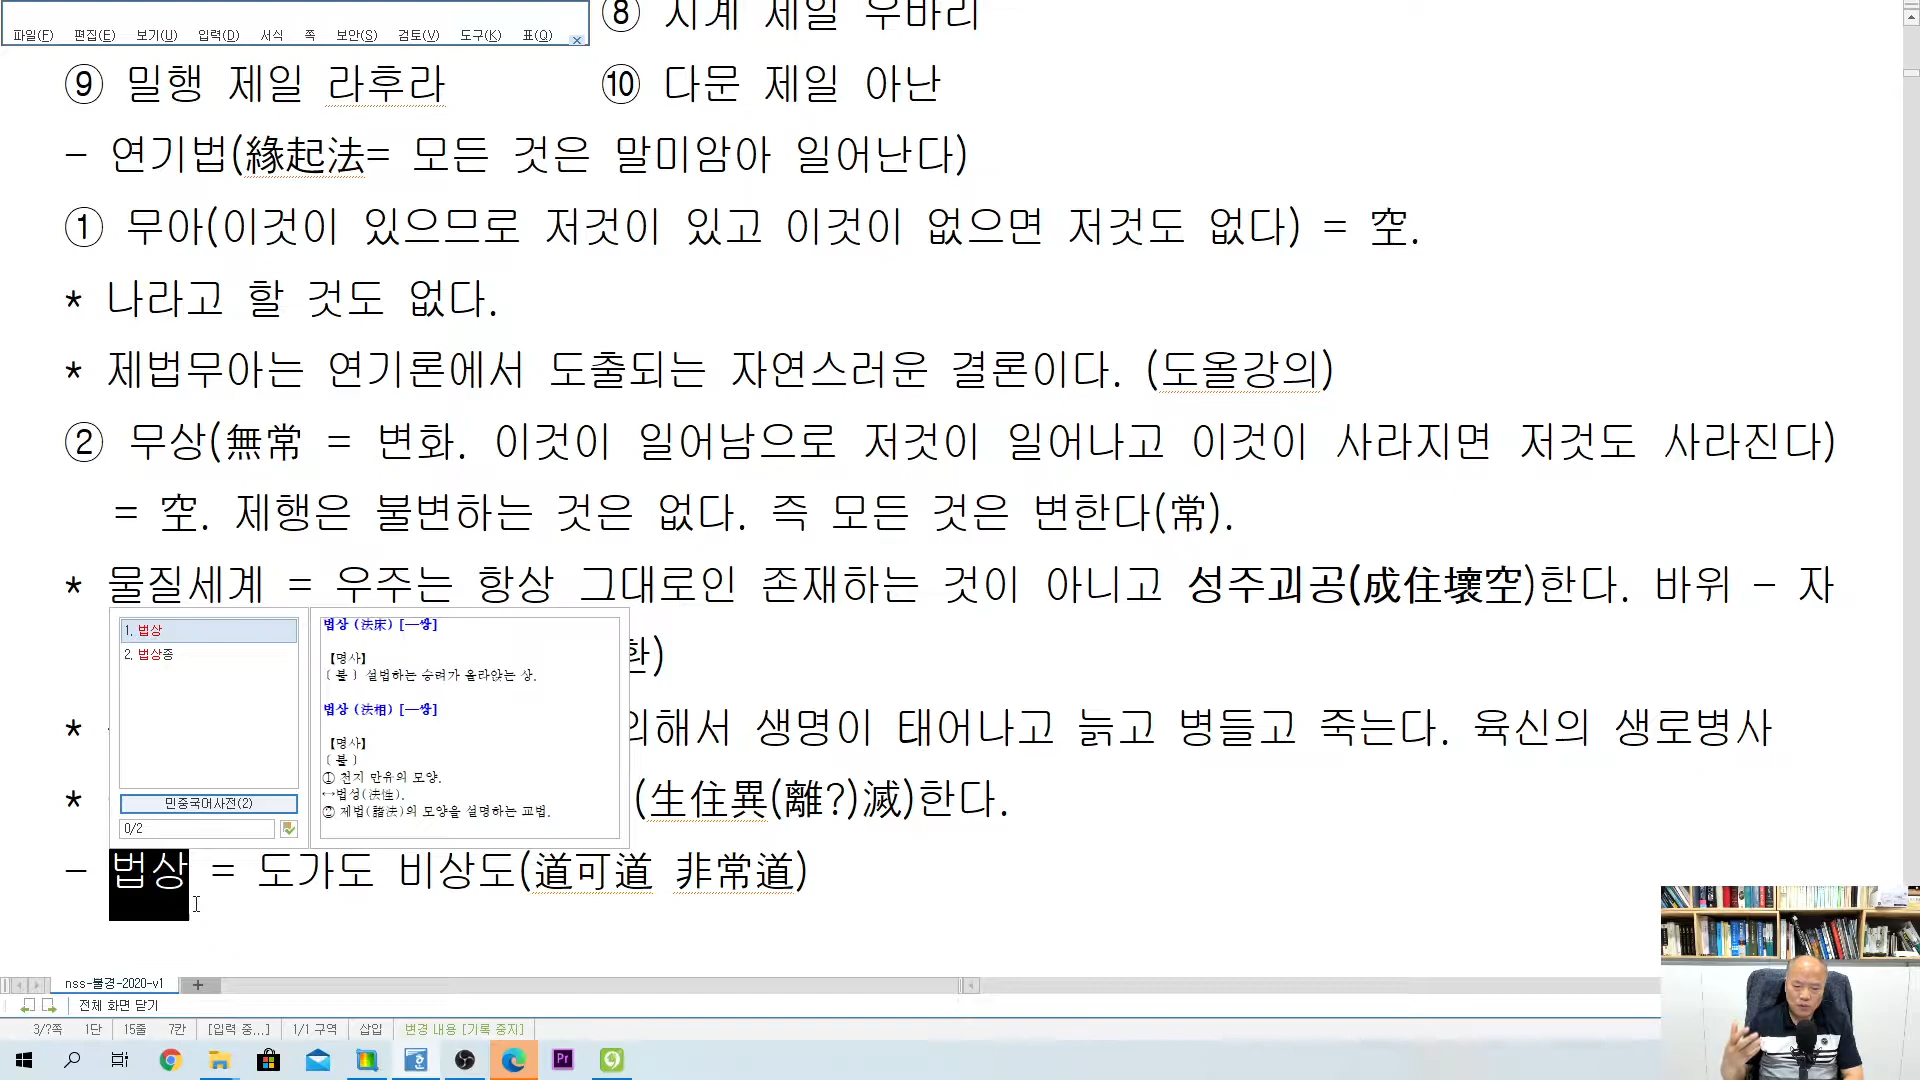 파일(F) 편집(E) 보기(U) 입력(D) 서식 쪽 보안(S) 검토(V) 도구(K) 표(Q)
⑧ 지계 제일 우바리
⑨ 밀행 제일 라후라 ⑩ 다문 제일 아난
- 연기법(緣起法= 모든 것은 말미암아 일어난다)
① 무아(이것이 있으므로 저것이 있고 이것이 없으면 저것도 없다) = 空.
* 나라고 할 것도 없다.
* 제법무아는 연기론에서 도출되는 자연스러운 결론이다. (도올강의)
② 무상(無常 = 변화. 이것이 일어남으로 저것이 일어나고 이것이 사라지면 저것도 사라진다)
= 空. 제행은 불변하는 것은 없다. 즉 모든 것은 변한다(常).
* 물질세계 = 우주는 항상 그대로인 존재하는 것이 아니고 성주괴공(成住壞空)한다. 바위 - 자
환)
* 의해서 생명이 태어나고 늙고 병들고 죽는다. 육신의 생로병사
* (生住異(離?)滅)한다.
- 법상 = 도가도 비상도(道可道 非常道)
1. 법상
2. 법상종
민중국어사전(2)
0/2
법상 (法床) [―쌍]
【명사】
〔 불 〕 설법하는 승려가 올라앉는 상.
법상 (法相) [―쌍]
【명사】
〔 불 〕
① 천지 만유의 모양.
↔법성(法性).
② 제법(諸法)의 모양을 설명하는 교법.
nss-불경-2020-v1
전체 화면 닫기
3/?쪽 1단 15줄 7칸 [입력 중...] 1/1 구역 삽입 변경 내용 [기록 중지]
Pr